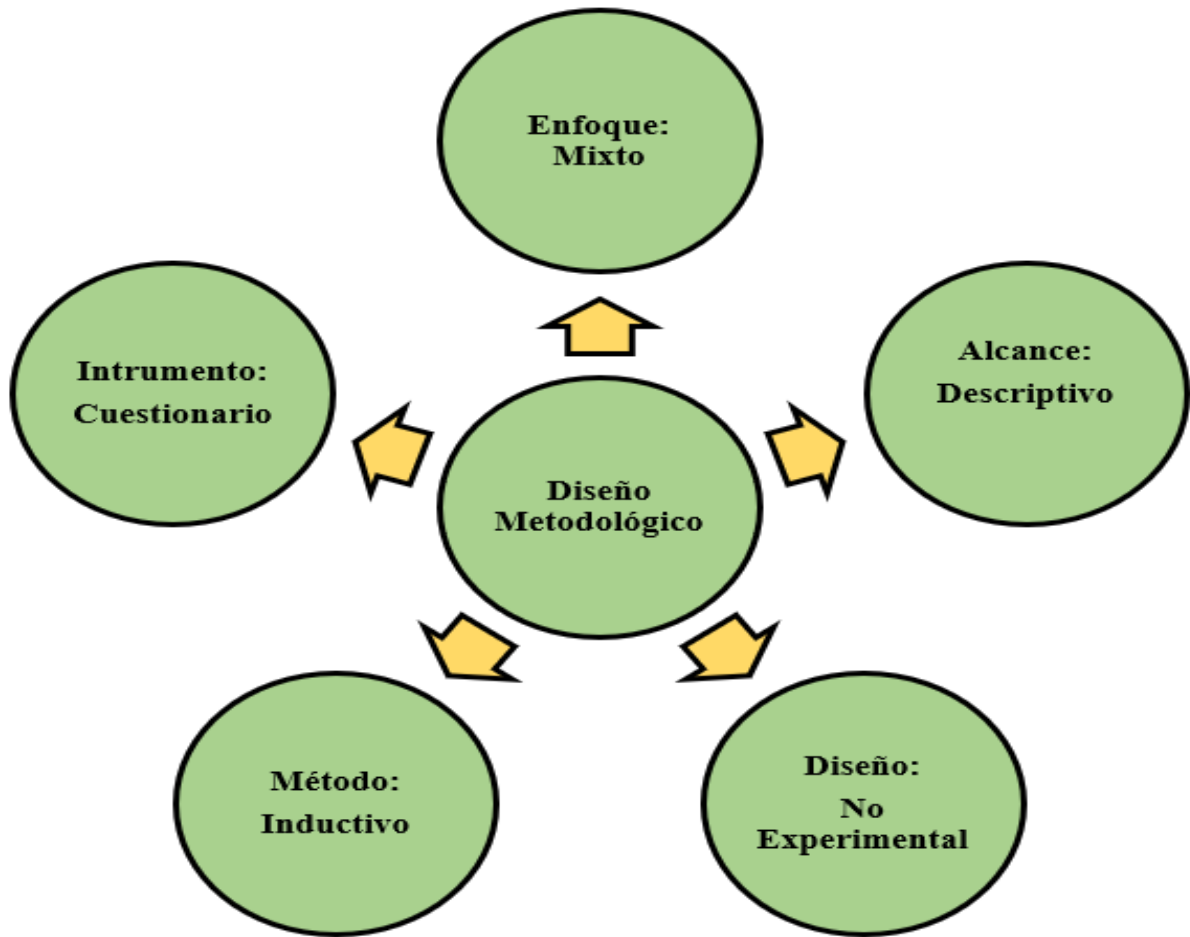 Enfoque:
Mixto
Intrumento:
Cuestionario
Alcance:
Descriptivo
Diseño
Metodológico
Método:
Inductivo
Diseño:
No
Experimental